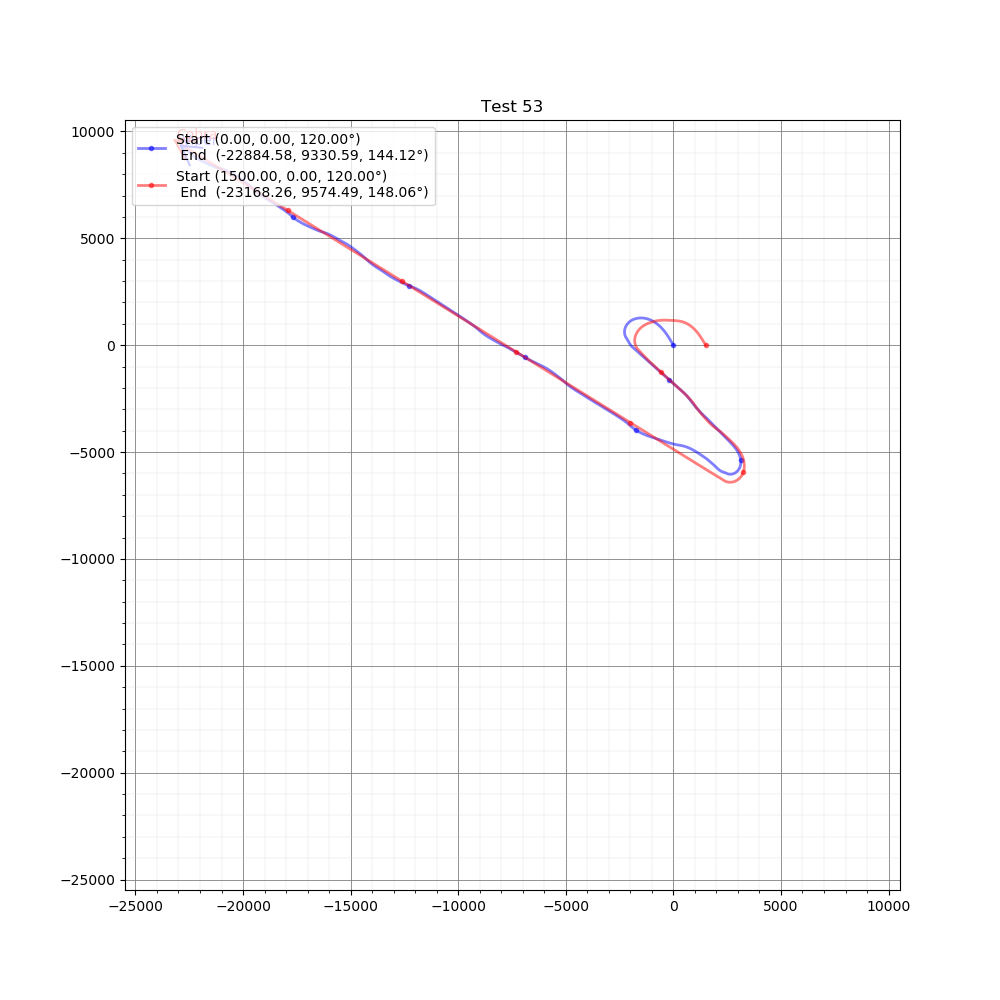 Test 53
Start (0.00, 0.00, 120.00°)
End (-22884.58, 9330.59, 144.12°)
Start (1500.00, 0.00, 120.00°)
End (-23168.26, 9574.49, 148.06°)
10000
5000
0
−5000
−10000
−15000
−20000
−25000
−25000 −20000 −15000 −10000 −5000 0 5000 10000